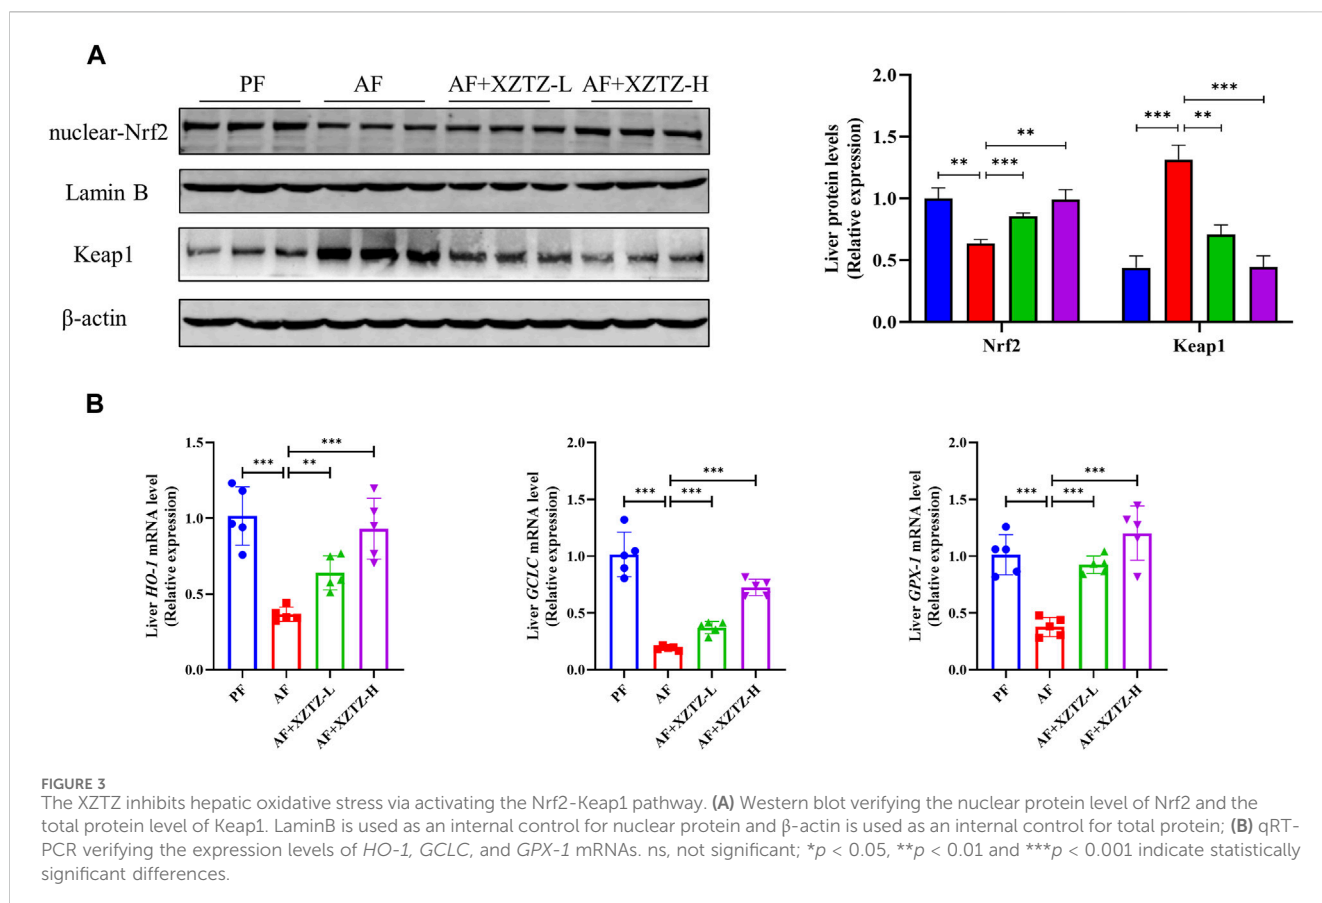 A
PF AF AF+XZTZ-L AF+XZTZ-H
nuclear-Nrf2
Lamin B
Keap1
β-actin
Liver protein levels
(Relative expression)
2.0
1.5
1.0
0.5
0.0
** *** **
*** ** ***
Nrf2 Keap1
B
Liver HO-1 mRNA level
(Relative expression)
1.5
1.0
0.5
0.0
*** ** ***
PF AF AF+XZTZ-L AF+XZTZ-H
Liver GCLC mRNA level
(Relative expression)
2.0
1.5
1.0
0.5
0.0
*** *** ***
PF AF AF+XZTZ-L AF+XZTZ-H
Liver GPX-1 mRNA level
(Relative expression)
2.0
1.5
1.0
0.5
0.0
*** *** ***
PF AF AF+XZTZ-L AF+XZTZ-H
FIGURE 3
The XZTZ inhibits hepatic oxidative stress via activating the Nrf2-Keap1 pathway. (A) Western blot verifying the nuclear protein level of Nrf2 and the
total protein level of Keap1. LaminB is used as an internal control for nuclear protein and β-actin is used as an internal control for total protein; (B) qRT-
PCR verifying the expression levels of HO-1, GCLC, and GPX-1 mRNAs. ns, not significant; *p < 0.05, **p < 0.01 and ***p < 0.001 indicate statistically
significant differences.